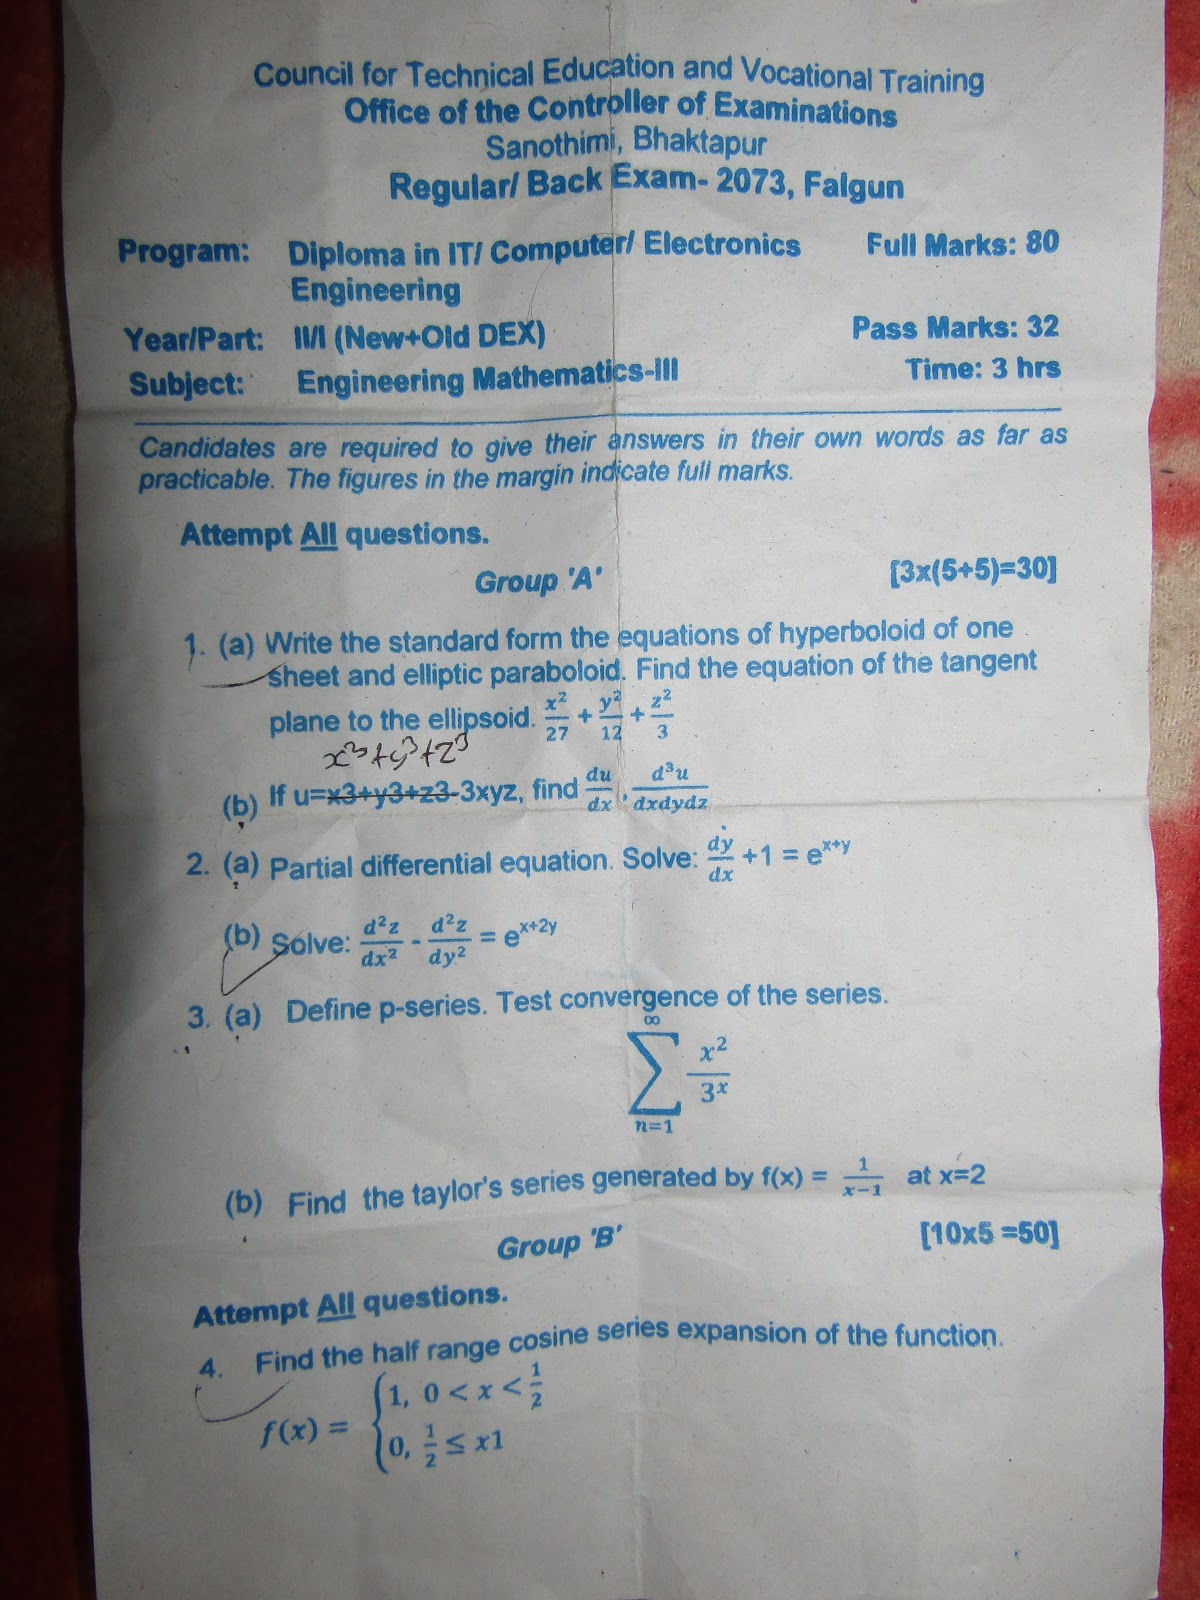 Council for Technical Education and Vocational Training
Office of the Controller of Examinations
Sanothimi, Bhaktapur
Regular/ Back Exam- 2073, Falgun
Program: Diploma in IT/ Computer/ Electronics Full Marks: 80
Engineering
Year/Part: II/I (New+Old DEX) Pass Marks: 32
Subject: Engineering Mathematics-III Time: 3 hrs
Candidates are required to give their answers in their own words as far as
practicable. The figures in the margin indicate full marks.
Attempt All questions.
Group 'A' [3x(5+5)=30]
1. (a) Write the standard form the equations of hyperboloid of one
sheet and elliptic paraboloid. Find the equation of the tangent
plane to the ellipsoid. x²/27 + y²/12 + z²/3
x³+y³+z³
(b) If u=x3+y3+z3-3xyz, find du/dx , d³u/dxdydz
2. (a) Partial differential equation. Solve: dy/dx +1 = e^x+y
(b) Solve: d²z/dx² - d²z/dy² = e^x+2y
3. (a) Define p-series. Test convergence of the series.
∞
∑ x²/3ˣ
n=1
(b) Find the taylor's series generated by f(x) = 1/x−1 at x=2
Group 'B' [10x5 =50]
Attempt All questions.
4. Find the half range cosine series expansion of the function.
f(x) = { 1, 0 < x < 1/2
0, 1/2 ≤ x1